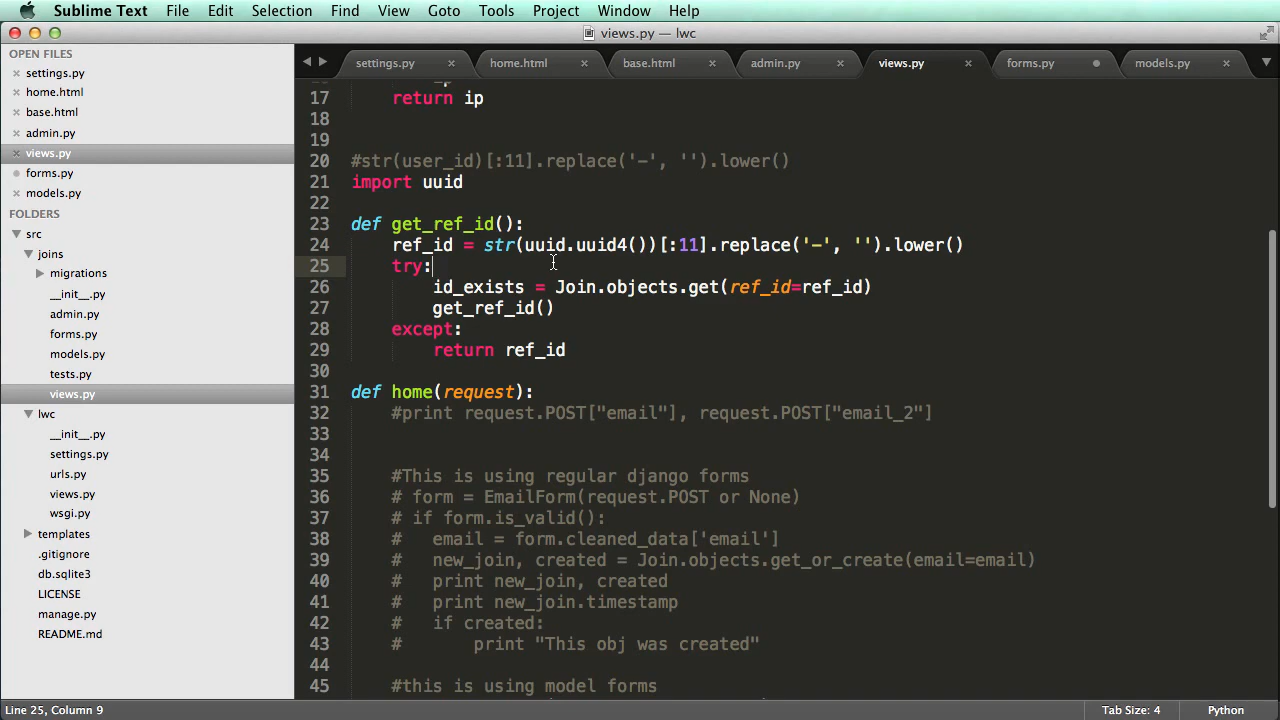 Sublime Text File Edit Selection Find View Goto Tools Project Window Help
views.py — lwc
OPEN FILES
settings.py
home.html
base.html
admin.py
views.py
forms.py
models.py
FOLDERS
src
joins
migrations
__init__.py
admin.py
forms.py
models.py
tests.py
views.py
lwc
__init__.py
settings.py
urls.py
views.py
wsgi.py
templates
.gitignore
db.sqlite3
LICENSE
manage.py
README.md
settings.py home.html base.html admin.py views.py forms.py models.py
17 return ip
18
19
20 #str(user_id)[:11].replace('-', '').lower()
21 import uuid
22
23 def get_ref_id():
24 ref_id = str(uuid.uuid4())[:11].replace('-', '').lower()
25 try:
26 id_exists = Join.objects.get(ref_id=ref_id)
27 get_ref_id()
28 except:
29 return ref_id
30
31 def home(request):
32 #print request.POST["email"], request.POST["email_2"]
33
34
35 #This is using regular django forms
36 # form = EmailForm(request.POST or None)
37 # if form.is_valid():
38 # email = form.cleaned_data['email']
39 # new_join, created = Join.objects.get_or_create(email=email)
40 # print new_join, created
41 # print new_join.timestamp
42 # if created:
43 # print "This obj was created"
44
45 #this is using model forms
Line 25, Column 9 Tab Size: 4 Python